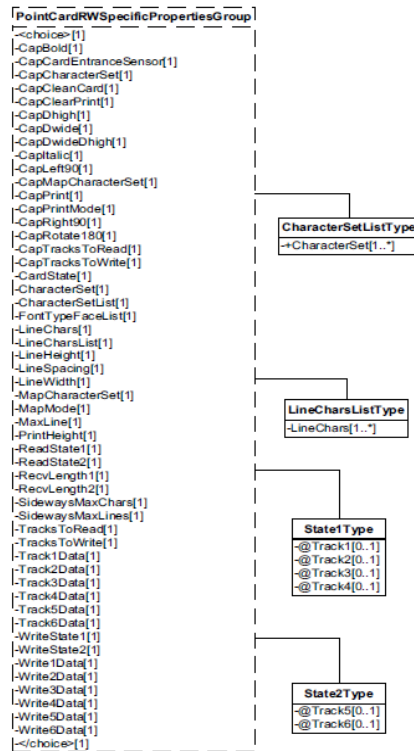 PointCardRWSpecificPropertiesGroup
-<choice>[1]
-CapBold[1]
-CapCardEntranceSensor[1]
-CapCharacterSet[1]
-CapCleanCard[1]
-CapClearPrint[1]
-CapDhigh[1]
-CapDwide[1]
-CapDwideDhigh[1]
-CapItalic[1]
-CapLeft90[1]
-CapMapCharacterSet[1]
-CapPrint[1]
-CapPrintMode[1]
-CapRight90[1]
-CapRotate180[1]
-CapTracksToRead[1]
-CapTracksToWrite[1]
-CardState[1]
-CharacterSet[1]
-CharacterSetList[1]
-FontTypeFaceList[1]
-LineChars[1]
-LineCharsList[1]
-LineHeight[1]
-LineSpacing[1]
-LineWidth[1]
-MapCharacterSet[1]
-MapMode[1]
-MaxLine[1]
-PrintHeight[1]
-ReadState1[1]
-ReadState2[1]
-RecvLength1[1]
-RecvLength2[1]
-SidewaysMaxChars[1]
-SidewaysMaxLines[1]
-TracksToRead[1]
-TracksToWrite[1]
-Track1Data[1]
-Track2Data[1]
-Track3Data[1]
-Track4Data[1]
-Track5Data[1]
-Track6Data[1]
-WriteState1[1]
-WriteState2[1]
-Write1Data[1]
-Write2Data[1]
-Write3Data[1]
-Write4Data[1]
-Write5Data[1]
-Write6Data[1]
-</choice>[1]
CharacterSetListType
-+CharacterSet[1..*]
LineCharsListType
-LineChars[1..*]
State1Type
-@Track1[0..1]
-@Track2[0..1]
-@Track3[0..1]
-@Track4[0..1]
State2Type
-@Track5[0..1]
-@Track6[0..1]